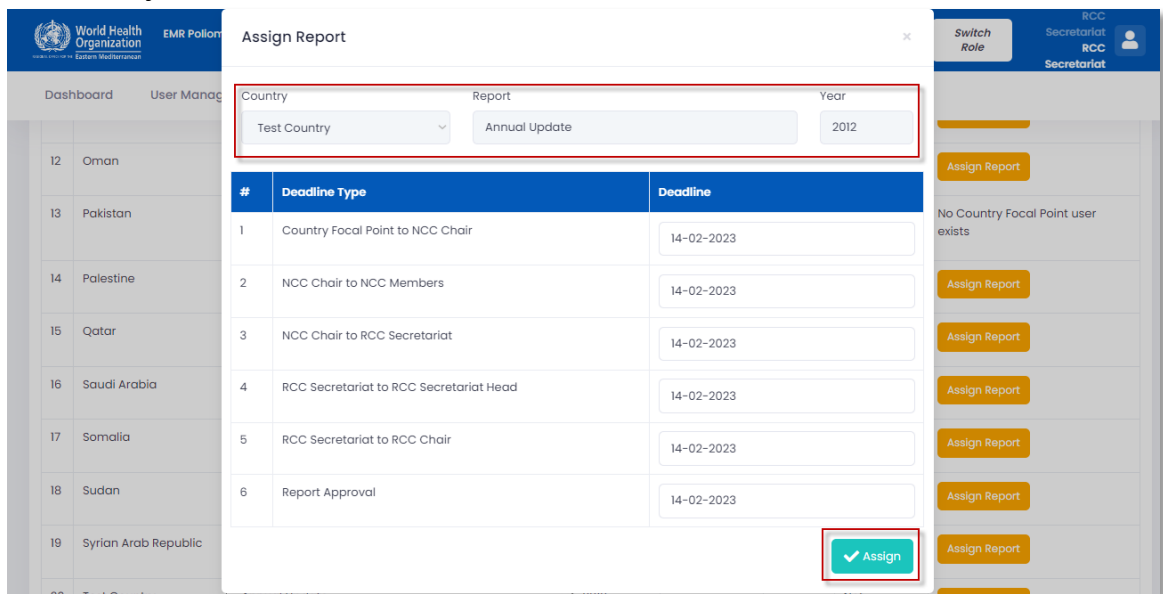 World Health
Organization
Eastern Mediterranean
EMR Poliom
Assign Report
×
Switch
Role
RCC
Secretariat
RCC
Secretariat
Dashboard
User Manag
Country
Report
Year
Test Country
Annual Update
2012
12 Oman
Assign Report
# Deadline Type Deadline
13 Pakistan
No Country Focal Point user
exists
1 Country Focal Point to NCC Chair 14-02-2023
14 Palestine
Assign Report
2 NCC Chair to NCC Members 14-02-2023
15 Qatar
Assign Report
3 NCC Chair to RCC Secretariat 14-02-2023
16 Saudi Arabia
Assign Report
4 RCC Secretariat to RCC Secretariat Head 14-02-2023
17 Somalia
Assign Report
5 RCC Secretariat to RCC Chair 14-02-2023
18 Sudan
Assign Report
6 Report Approval 14-02-2023
19 Syrian Arab Republic
Assign Report
Assign